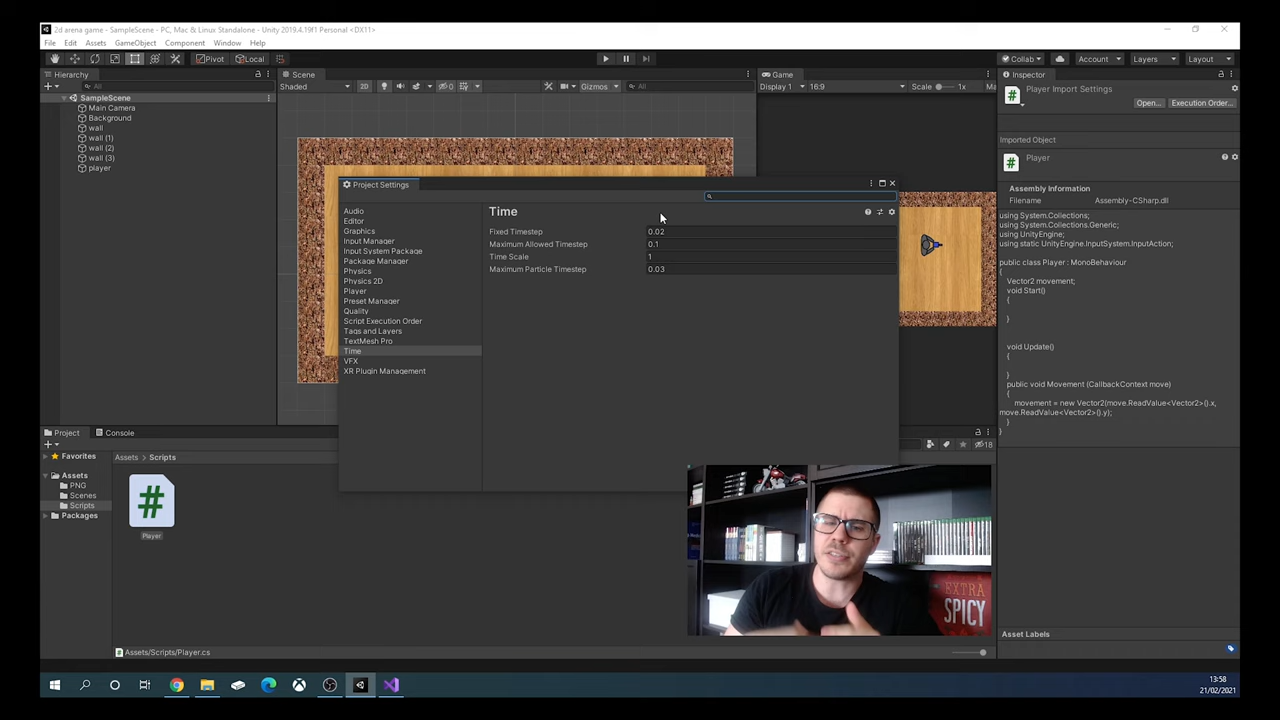 2d arena game - SampleScene - PC, Mac & Linux Standalone - Unity 2019.4.19f1 Personal <DX11>
File Edit Assets GameObject Component Window Help
Pivot Local Collab Account Layers Layout
Hierarchy
All
SampleScene
Main Camera
Background
wall
wall (1)
wall (2)
wall (3)
player
Scene
Shaded 2D 0 Gizmos All
Game
Display 1 16:9 Scale 1x Ma
Project Settings
Audio
Editor
Graphics
Input Manager
Input System Package
Package Manager
Physics
Physics 2D
Player
Preset Manager
Quality
Script Execution Order
Tags and Layers
TextMesh Pro
Time
VFX
XR Plugin Management
Time
Fixed Timestep 0.02
Maximum Allowed Timestep 0.1
Time Scale 1
Maximum Particle Timestep 0.03
Inspector
Player Import Settings
Open... Execution Order...
Imported Object
Player
Assembly Information
Filename Assembly-CSharp.dll
using System.Collections;
using System.Collections.Generic;
using UnityEngine;
using static UnityEngine.InputSystem.InputAction;
public class Player : MonoBehaviour
{
Vector2 movement;
void Start()
{
}
void Update()
{
}
public void Movement (CallbackContext move)
{
movement = new Vector2(move.ReadValue<Vector2>().x,
move.ReadValue<Vector2>().y);
}
}
Asset Labels
Project Console
18
Favorites
Assets
PNG
Scenes
Scripts
Packages
Assets > Scripts
#
Player
Assets/Scripts/Player.cs
EXTRA
SPICY
13:58
21/02/2021